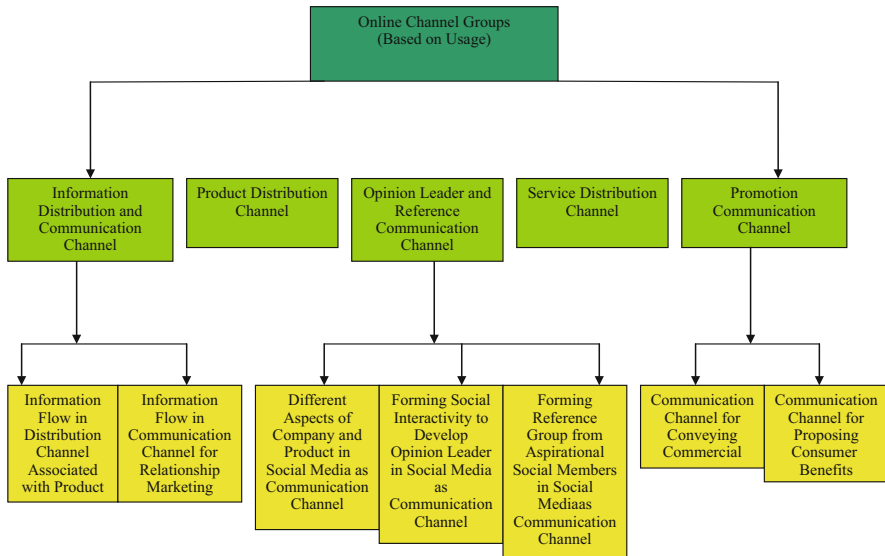 Online Channel Groups
(Based on Usage)
Information
Distribution and
Communication
Channel
Product Distribution
Channel
Opinion Leader and
Reference
Communication
Channel
Service Distribution
Channel
Promotion
Communication
Channel
Information
Flow in
Distribution
Channel
Associated
with Product
Information
Flow in
Communication
Channel for
Relationship
Marketing
Different
Aspects of
Company and
Product in
Social Media as
Communication
Channel
Forming Social
Interactivity to
Develop
Opinion Leader
in Social Media
as
Communication
Channel
Forming
Reference
Group from
Aspirational
Social Members
in Social
Mediaas
Communication
Channel
Communication
Channel for
Conveying
Commercial
Communication
Channel for
Proposing
Consumer
Benefits